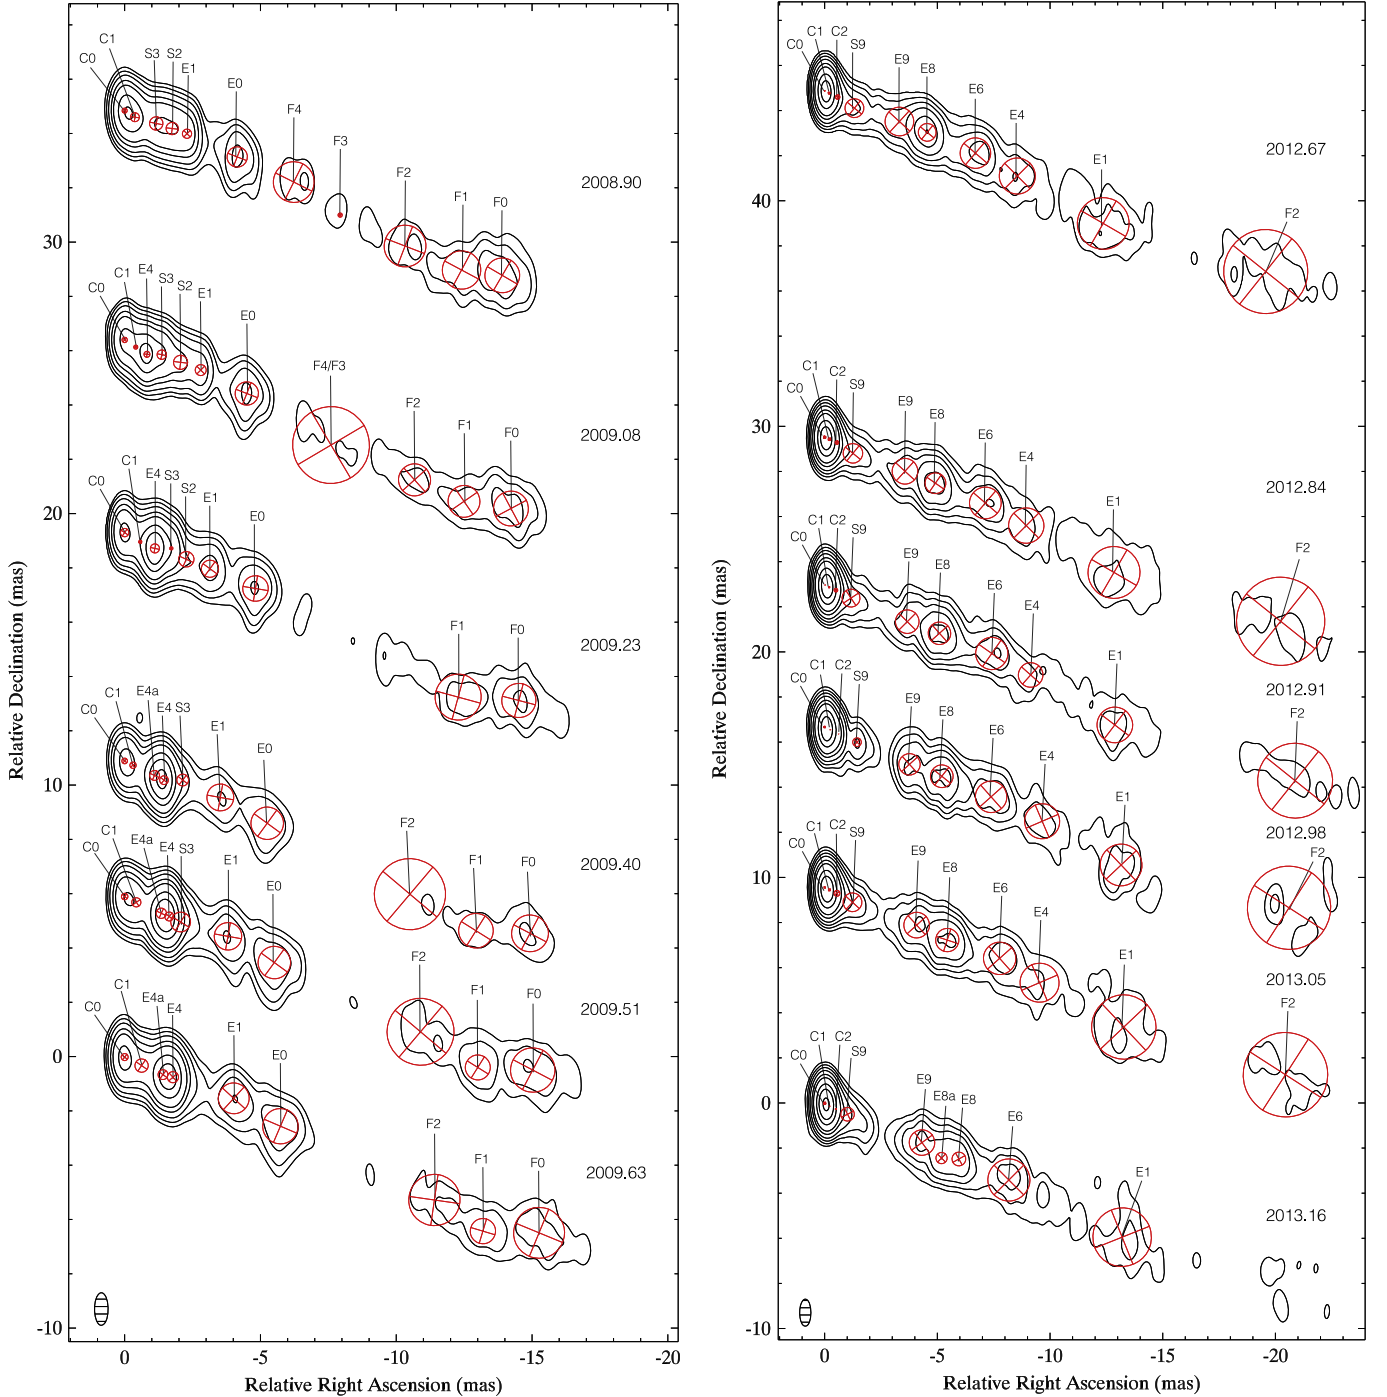 C0 C1 S3 S2 E1 E0 F4 F3 F2 F1 F0
2008.90
C0 C1 E4 S3 S2 E1 E0 F4/F3 F2 F1 F0
2009.08
C0 C1 E4 S3 S2 E1 E0 F1 F0
2009.23
C0 C1 E4a E4 S3 E1 E0 F2 F1 F0
2009.40
C0 C1 E4a E4 S3 E1 E0 F2 F1 F0
2009.51
C0 C1 E4a E4 E1 E0 F2 F1 F0
2009.63
30
20
10
0
-10
0 -5 -10 -15 -20
Relative Declination (mas)
Relative Right Ascension (mas)
C0 C1 C2 S9 E9 E8 E6 E4 E1 F2
2012.67
C0 C1 C2 S9 E9 E8 E6 E4 E1 F2
2012.84
C0 C1 C2 S9 E9 E8 E6 E4 E1 F2
2012.91
C0 C1 C2 S9 E9 E8 E6 E4 E1 F2
2012.98
C0 C1 C2 S9 E9 E8 E6 E4 E1 F2
2013.05
C0 C1 C2 S9 E9 E8a E8 E6 E1
2013.16
40
30
20
10
0
-10
0 -5 -10 -15 -20
Relative Declination (mas)
Relative Right Ascension (mas)